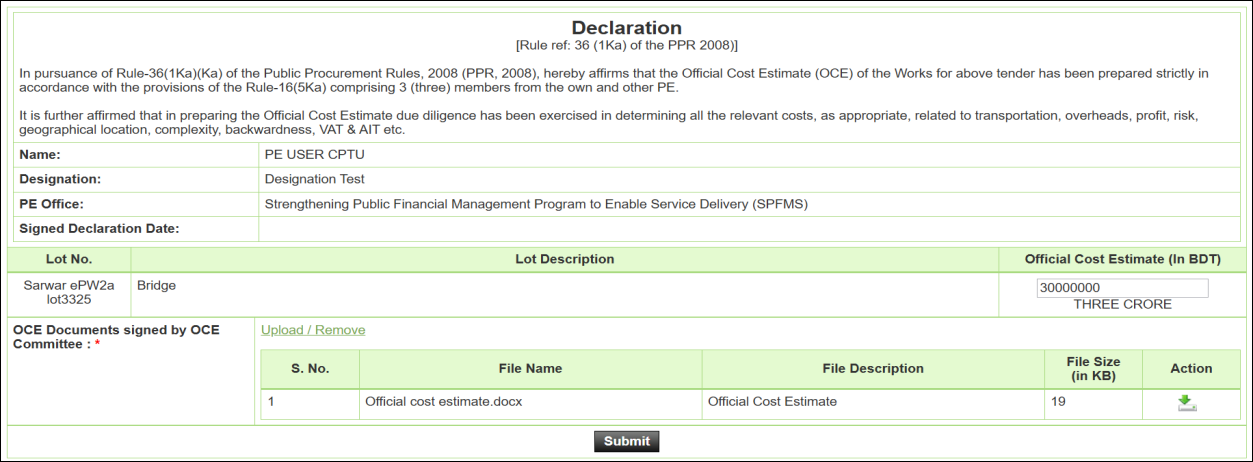 Declaration
[Rule ref: 36 (1Ka) of the PPR 2008)]
In pursuance of Rule-36(1Ka)(Ka) of the Public Procurement Rules, 2008 (PPR, 2008), hereby affirms that the Official Cost Estimate (OCE) of the Works for above tender has been prepared strictly in
accordance with the provisions of the Rule-16(5Ka) comprising 3 (three) members from the own and other PE.
It is further affirmed that in preparing the Official Cost Estimate due diligence has been exercised in determining all the relevant costs, as appropriate, related to transportation, overheads, profit, risk,
geographical location, complexity, backwardness, VAT & AIT etc.
Name: PE USER CPTU
Designation: Designation Test
PE Office: Strengthening Public Financial Management Program to Enable Service Delivery (SPFMS)
Signed Declaration Date:
Lot No. Lot Description Official Cost Estimate (In BDT)
Sarwar ePW2a Bridge 30000000
lot3325 THREE CRORE
OCE Documents signed by OCE Upload / Remove
Committee : *
S. No. File Name File Description File Size Action
(in KB)
1 Official cost estimate.docx Official Cost Estimate 19
Submit